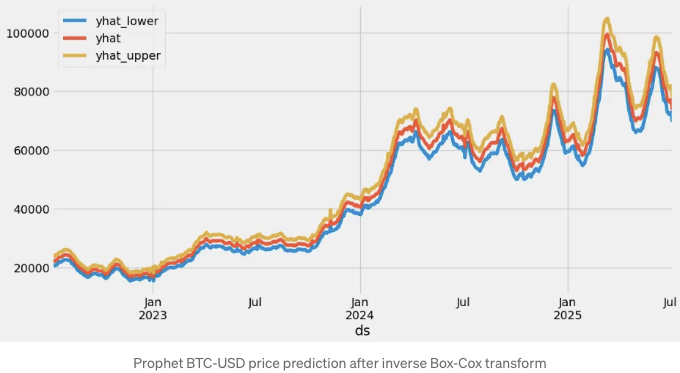 yhat_lower
yhat
yhat_upper
100000
80000
60000
40000
20000
Jan Jul Jan Jul Jan Jul
2023 2024 2025
ds
Prophet BTC-USD price prediction after inverse Box-Cox transform